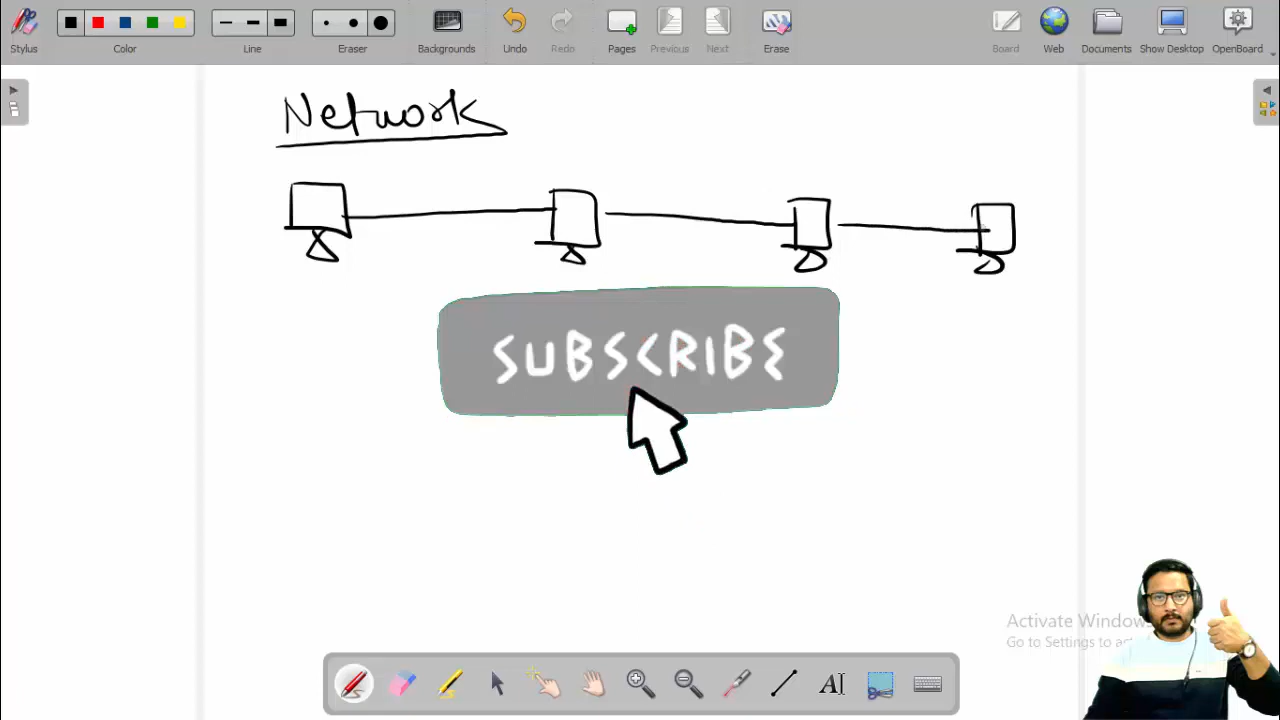 Stylus Color Line Eraser Backgrounds Undo Redo Pages Previous Next Erase Board Web Documents Show Desktop OpenBoard
Network
SUBSCRIBE
Activate Windows
Go to Settings to
AI